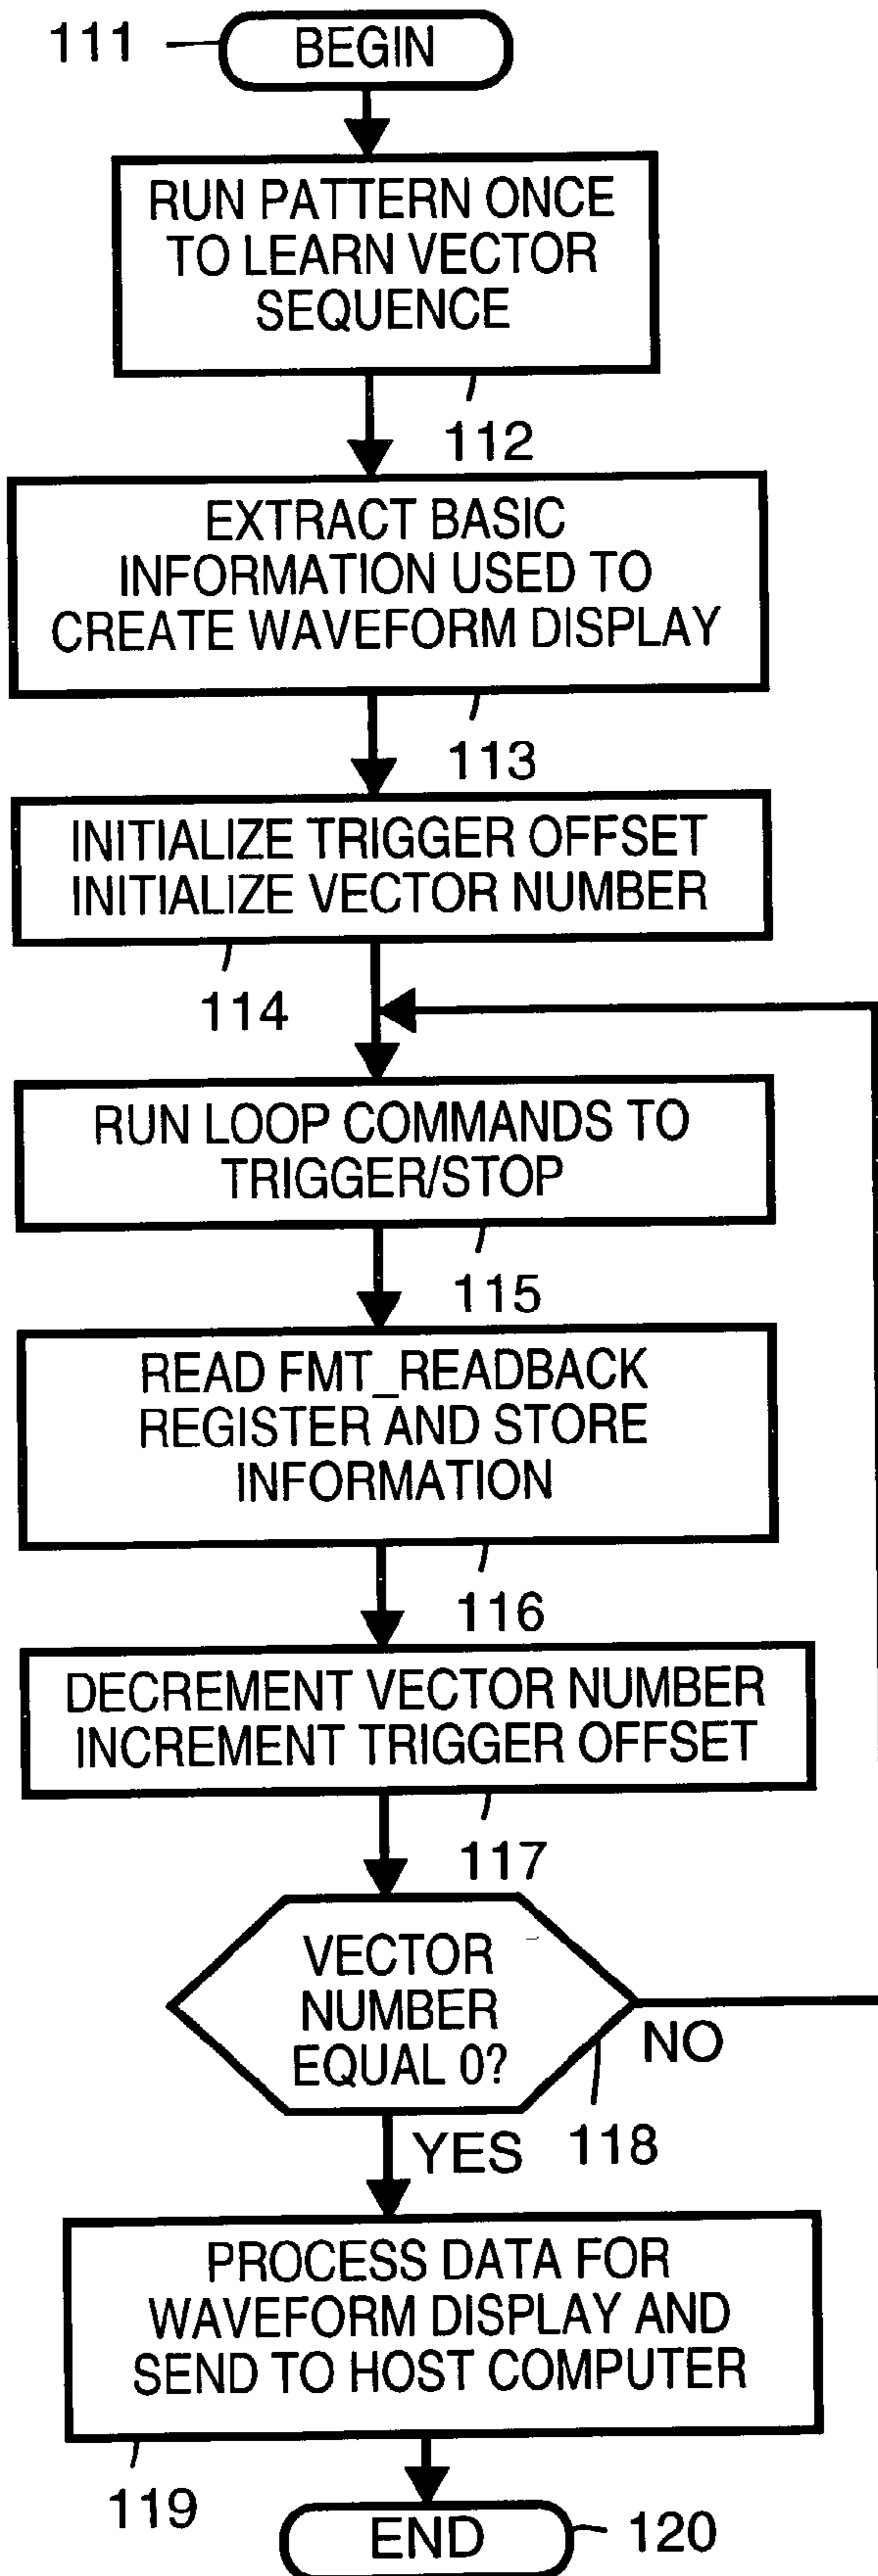 111
BEGIN
RUN PATTERN ONCE
TO LEARN VECTOR
SEQUENCE
112
EXTRACT BASIC
INFORMATION USED TO
CREATE WAVEFORM DISPLAY
113
INITIALIZE TRIGGER OFFSET
INITIALIZE VECTOR NUMBER
114
RUN LOOP COMMANDS TO
TRIGGER/STOP
115
READ FMT_READBACK
REGISTER AND STORE
INFORMATION
116
DECREMENT VECTOR NUMBER
INCREMENT TRIGGER OFFSET
117
VECTOR
NUMBER
EQUAL 0?
NO
YES
118
PROCESS DATA FOR
WAVEFORM DISPLAY AND
SEND TO HOST COMPUTER
119
END
120